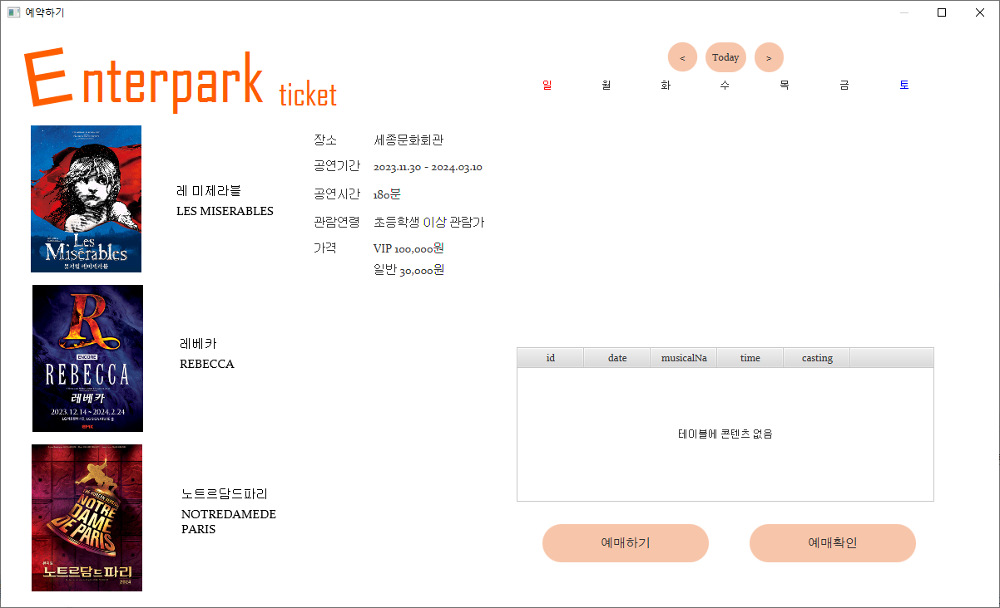 예약하기
Enterpark ticket
< Today >
일 월 화 수 목 금 토
Les
Misérables
뮤지컬 레미제라블
레 미제라블
LES MISERABLES
장소 세종문화회관
공연기간 2023.11.30 - 2024.03.10
공연시간 180분
관람연령 초등학생 이상 관람가
가격 VIP 100,000원
일반 30,000원
R
ENCORE
REBECCA
레베카
2023.12.14~2024.2.24
EMK
레베카
REBECCA
THE KOREAN VERSION
NOTRE
DAME
DE PARIS
뮤지컬
노트르담드파리
2024
노트르담드파리
NOTREDAMEDE
PARIS
id date musicalNa time casting
테이블에 콘텐츠 없음
예매하기 예매확인